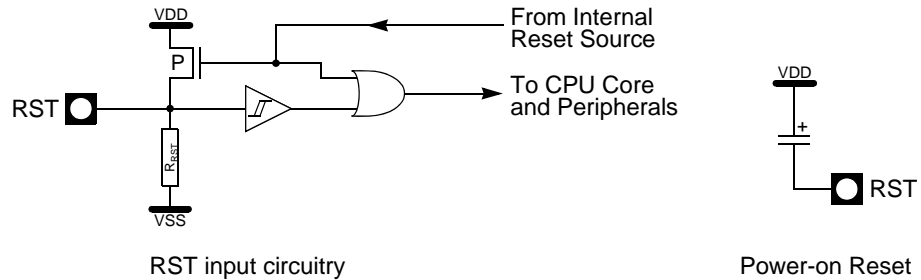 VDD
From Internal
Reset Source
P
To CPU Core
and Peripherals
RST
RRST
VSS
RST input circuitry
VDD
+
RST
Power-on Reset